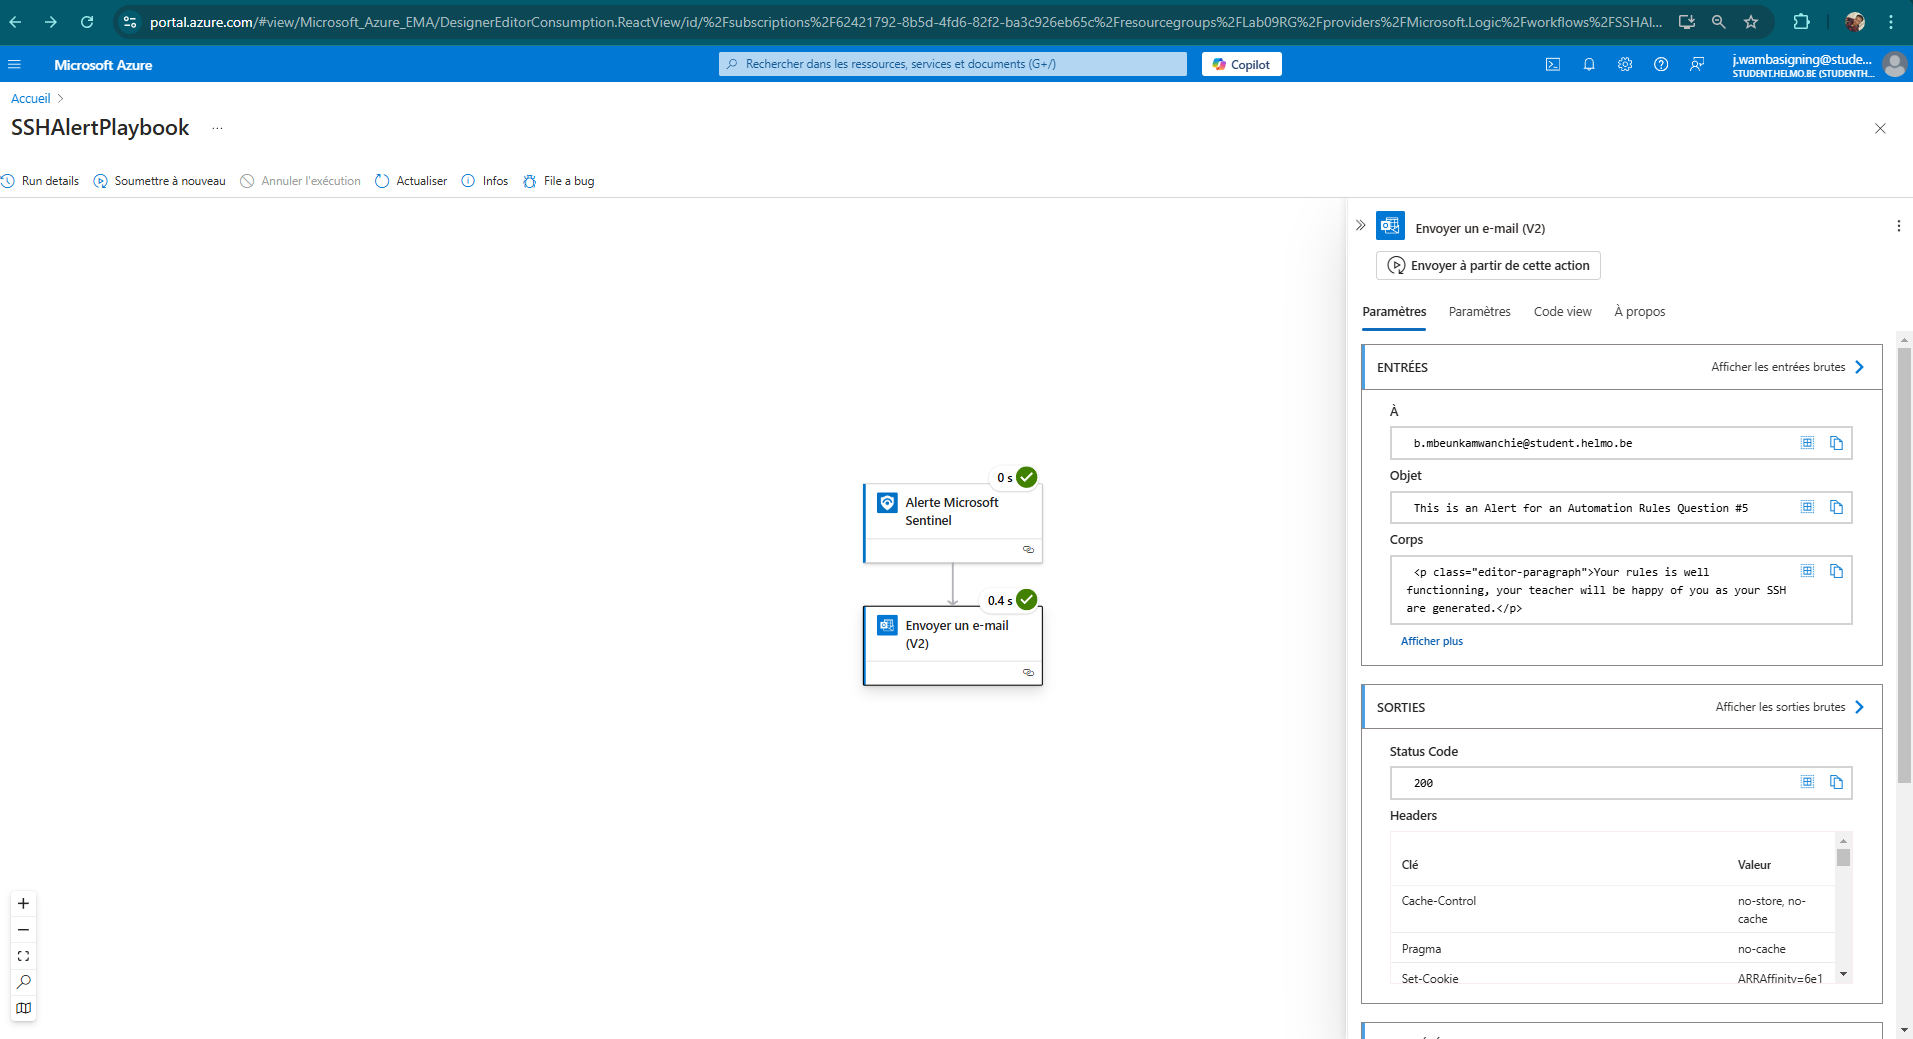 portal.azure.com/#view/Microsoft_Azure_EMA/DesignerEditorConsumption.ReactView/id/%2Fsubscriptions%2F62421792-8b5d-4fd6-82f2-ba3c926eb65c%2Fresourcegroups%2FLab09RG%2Fproviders%2FMicrosoft.Logic%2Fworkflows%2FSSHAl...
Microsoft Azure
Rechercher dans les ressources, services et documents (G+/)
Copilot
j.wambasigning@stude...
STUDENT.HELMO.BE (STUDENTH...
Accueil
SSHAlertPlaybook ...
Run details
Soumettre à nouveau
Annuler l'exécution
Actualiser
Infos
File a bug
Envoyer un e-mail (V2)
Envoyer à partir de cette action
Paramètres
Paramètres
Code view
À propos
ENTRÉES
Afficher les entrées brutes
À
b.mbeunkamwanchie@student.helmo.be
Objet
This is an Alert for an Automation Rules Question #5
Corps
<p class="editor-paragraph">Your rules is well
functionning, your teacher will be happy of you as your SSH
are generated.</p>
Afficher plus
SORTIES
Afficher les sorties brutes
Status Code
200
Headers
Clé
Valeur
Cache-Control
no-store, no-
cache
Pragma
no-cache
Set-Cookie
ARRAffinity=6e1
0 s
Alerte Microsoft
Sentinel
0.4 s
Envoyer un e-mail
(V2)